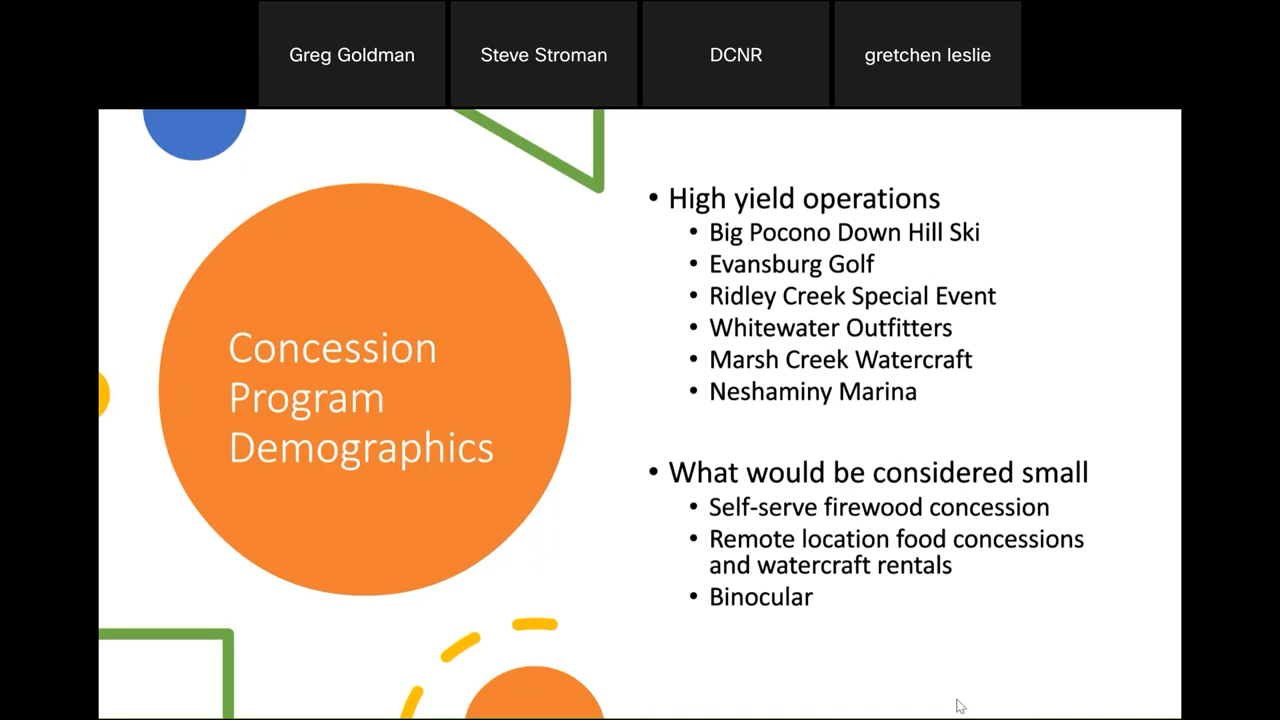 Greg Goldman
Steve Stroman
DCNR
gretchen leslie
Concession
Program
Demographics
• High yield operations
• Big Pocono Down Hill Ski
• Evansburg Golf
• Ridley Creek Special Event
• Whitewater Outfitters
• Marsh Creek Watercraft
• Neshaminy Marina
• What would be considered small
• Self-serve firewood concession
• Remote location food concessions
and watercraft rentals
• Binocular